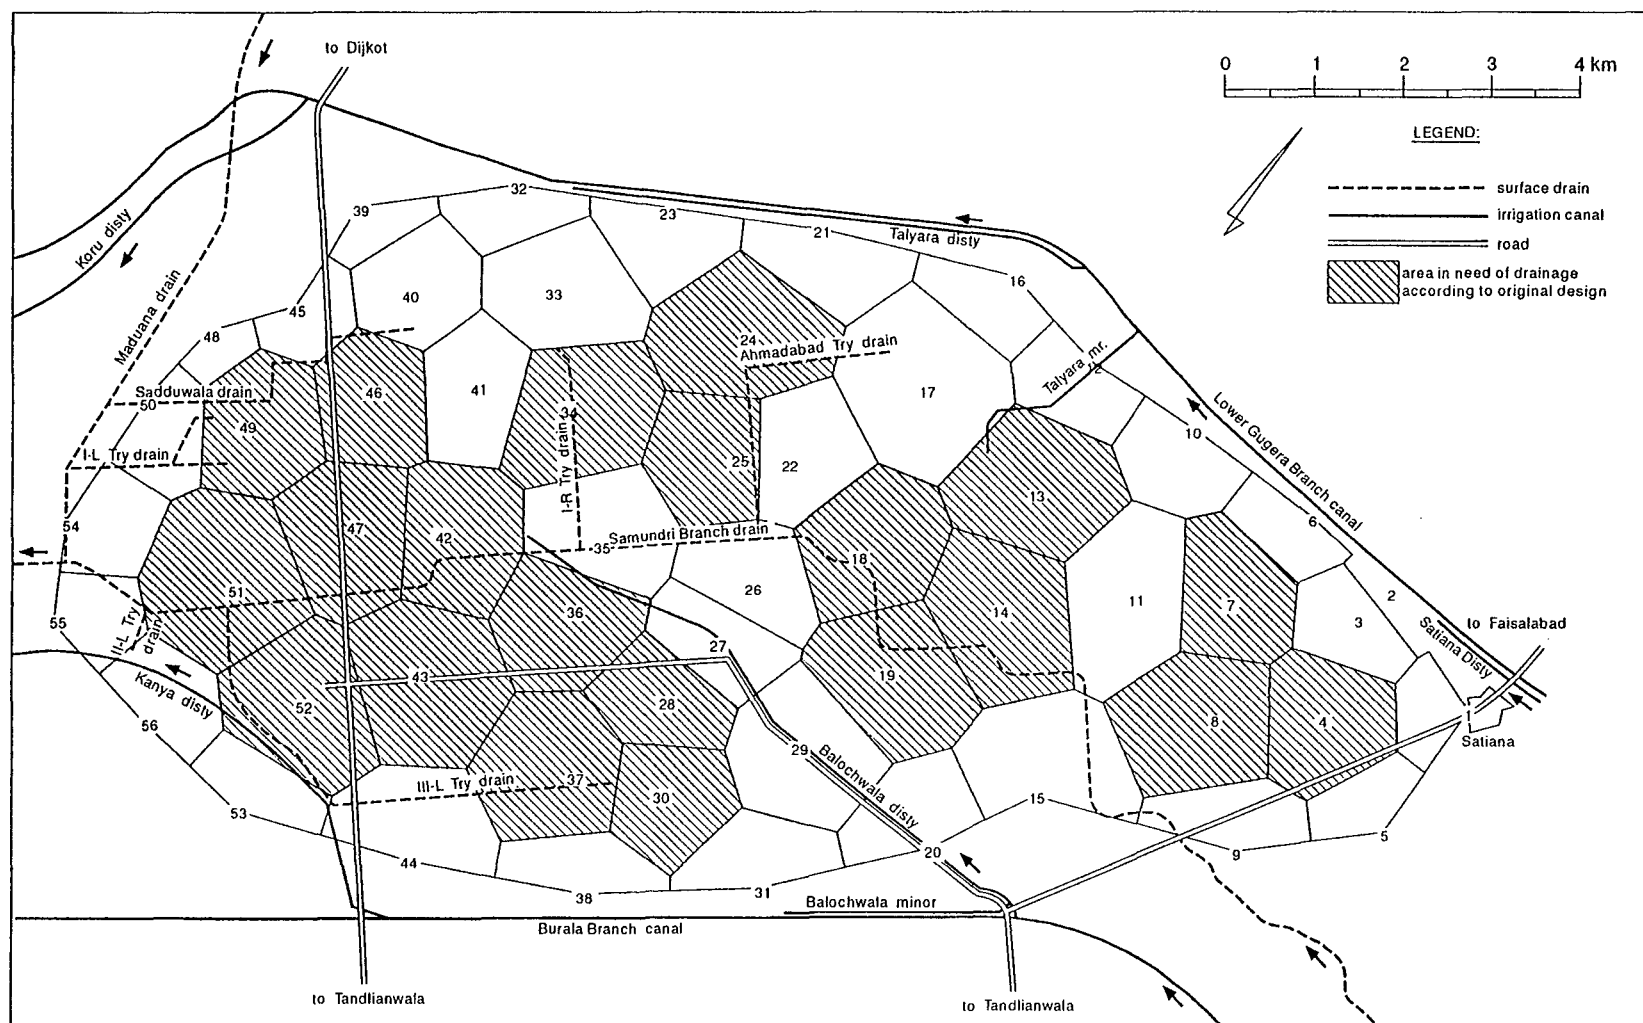 to Dijkot
0 1 2 3 4 km
LEGEND:
surface drain
irrigation canal
road
area in need of drainage
according to original design
32
39
23
21
Talyara disty
Koru disty
16
40
33
45
Maduana drain
48
24
Ahmadabad Try drain
Talyara mr.
12
Sadduwala drain
50
46
41
17
Lower Gugera Branch canal
34
49
10
I-L Try drain
I-R Try drain
25
22
13
54
47
42
35
Samundri Branch drain
6
18
51
26
2
36
14
11
7
3
to Faisalabad
Satiana Disty
55
II-L Try
drain
27
43
19
Kanya disty
52
28
8
4
1
Satiana
56
29
Balochwala disty
III-L Try drain
37
30
15
53
5
44
20
9
38
31
Balochwala minor
Burala Branch canal
to Tandlianwala
to Tandlianwala